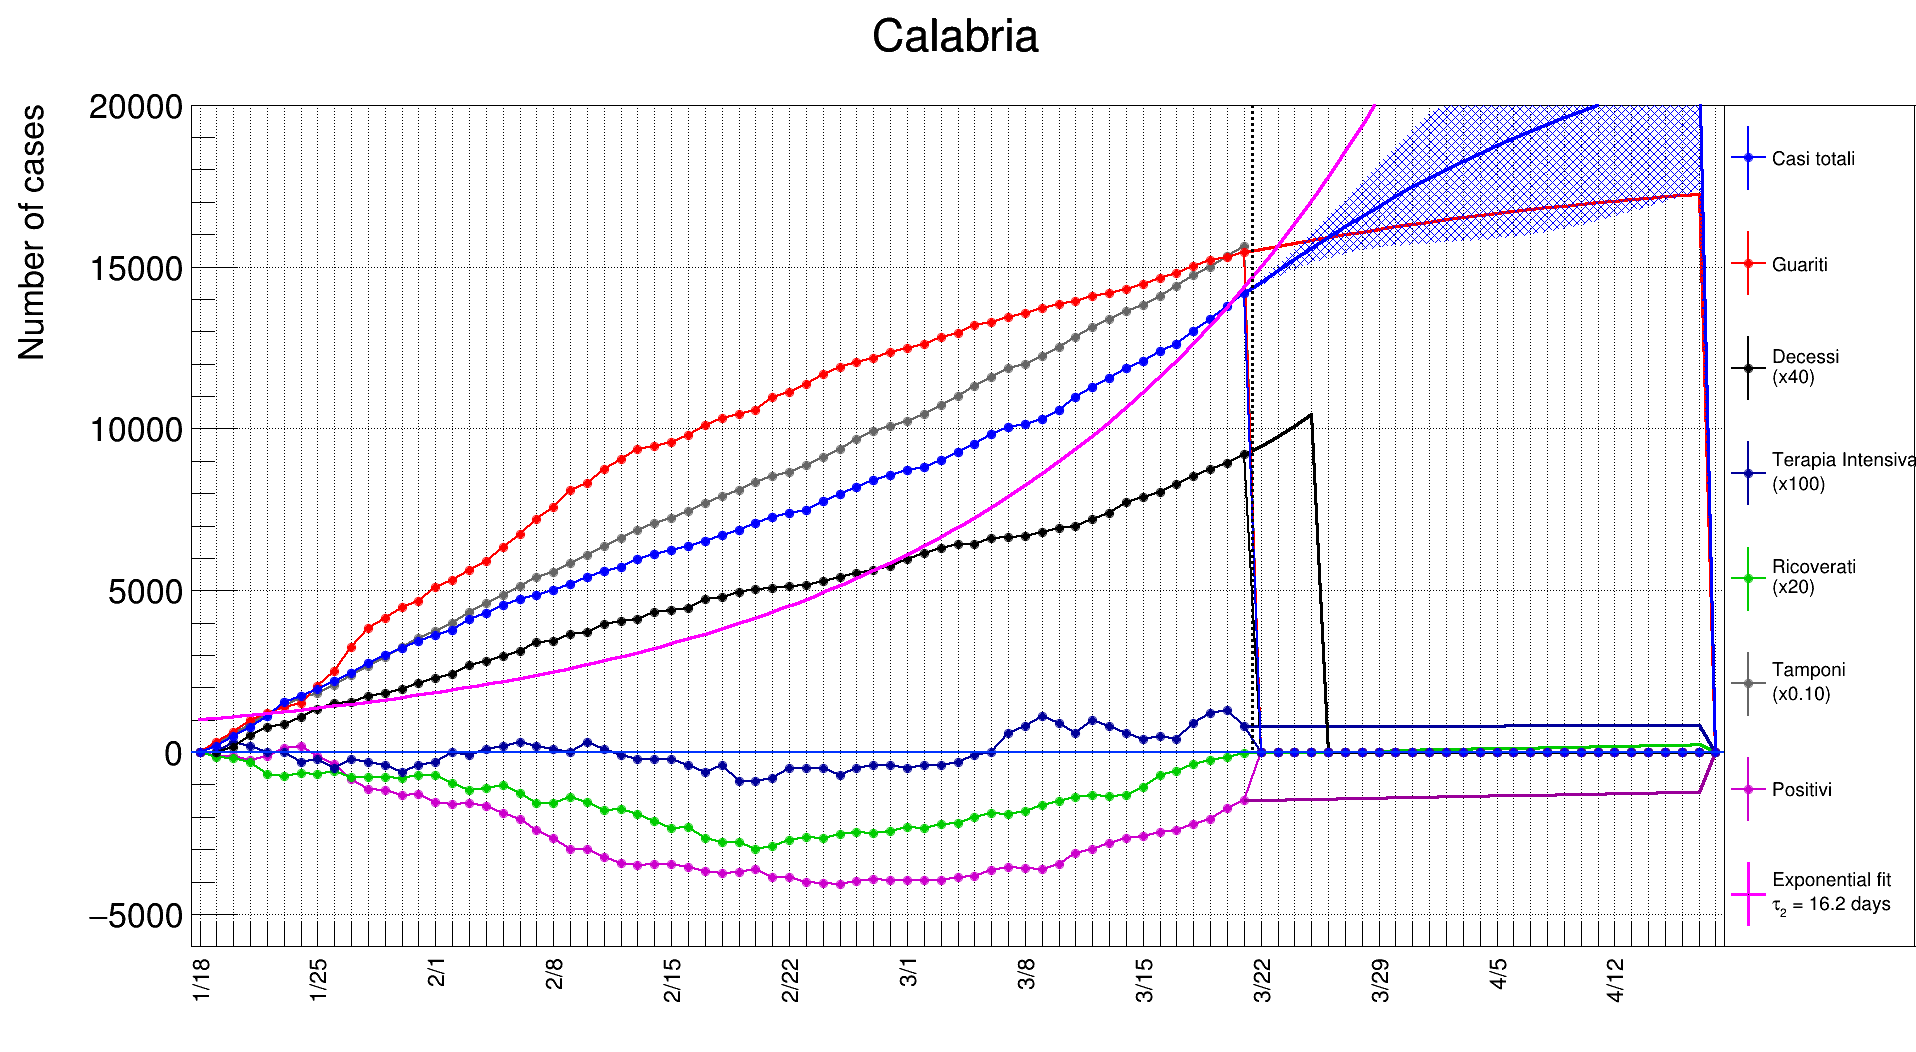 Calabria
Number of cases
20000
15000
10000
5000
0
−5000
1/18
1/25
2/1
2/8
2/15
2/22
3/1
3/8
3/15
3/22
3/29
4/5
4/12
Casi totali
Guariti
Decessi
(x40)
Terapia Intensiva
(x100)
Ricoverati
(x20)
Tamponi
(x0.10)
Positivi
Exponential fit
τ2 = 16.2 days